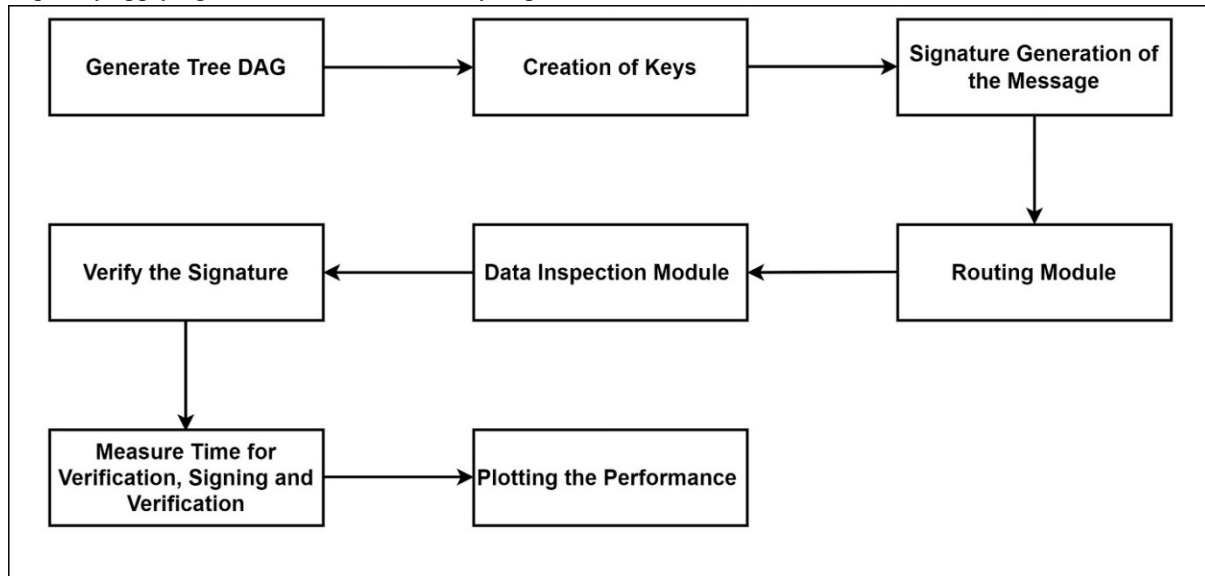 Generate Tree DAG
Creation of Keys
Signature Generation of
the Message
Verify the Signature
Data Inspection Module
Routing Module
Measure Time for
Verification, Signing and
Verification
Plotting the Performance